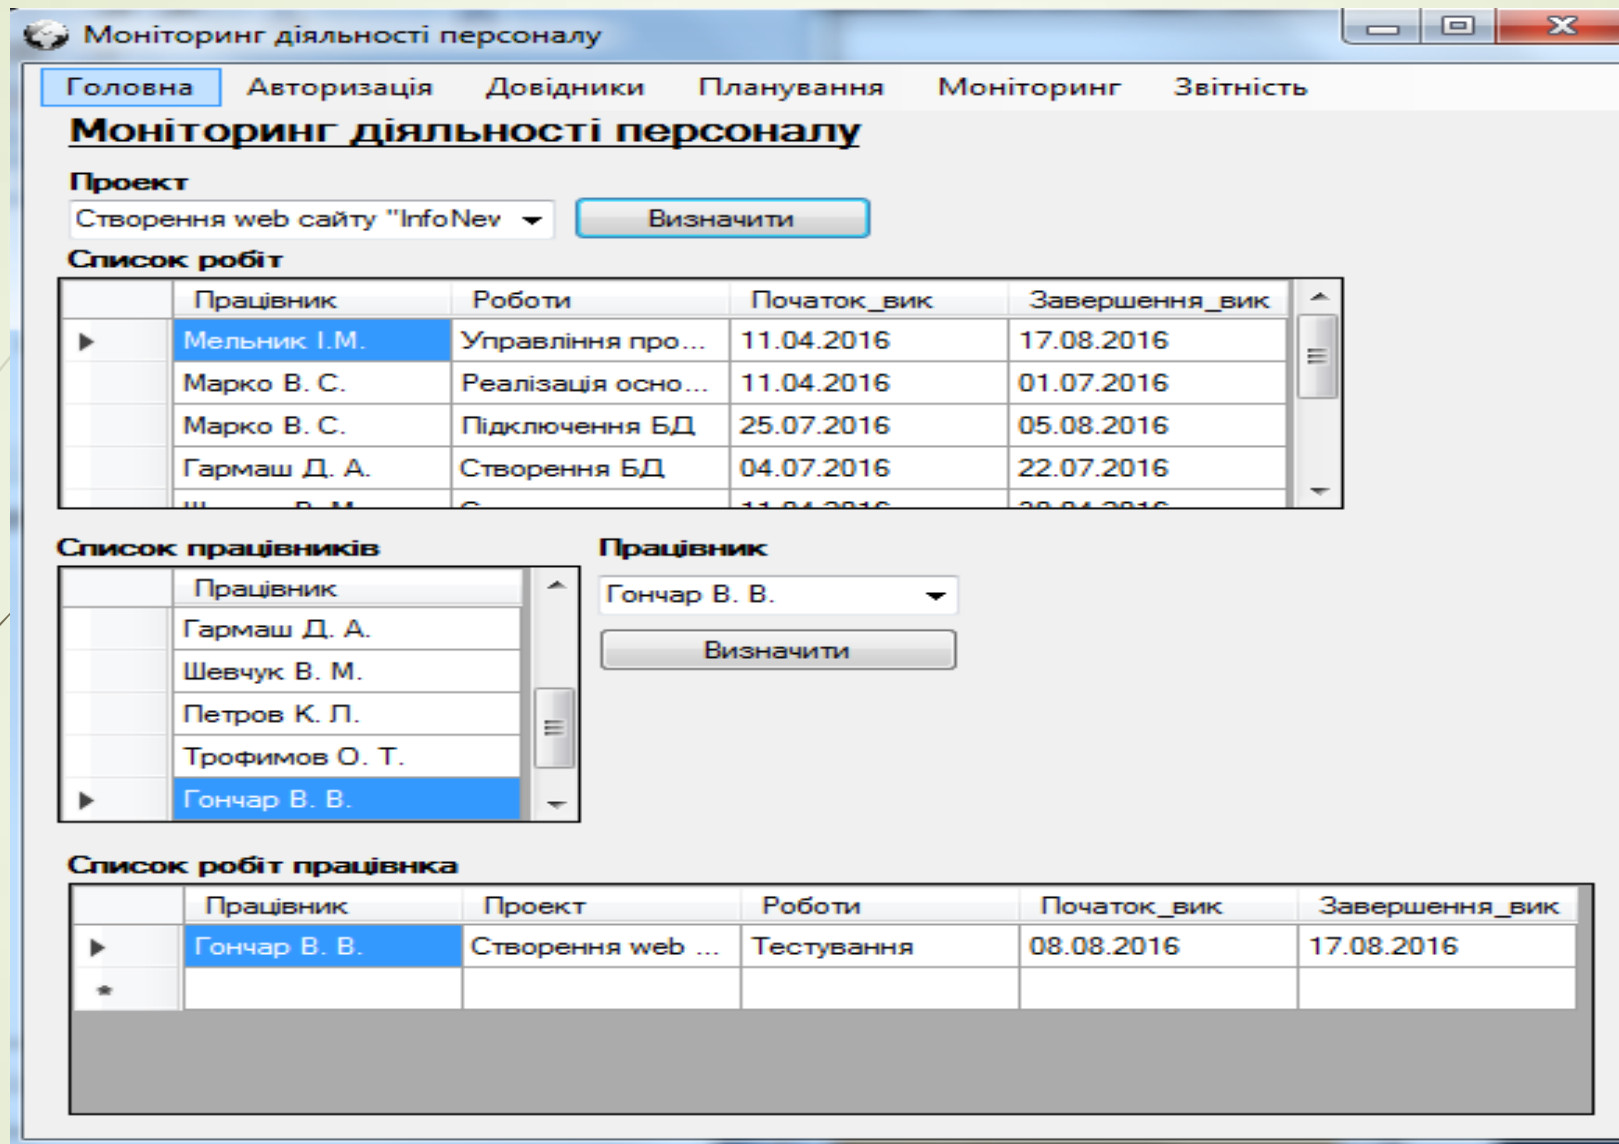 Моніторинг діяльності персоналу
Головна Авторизація Довідники Планування Моніторинг Звітність
Моніторинг діяльності персоналу
Проект
Створення web сайту "InfoNew Визначити
Список робіт
Працівник Роботи Початок_вик Завершення_вик
Мельник І.М. Управління про... 11.04.2016 17.08.2016
Марко В. С. Реалізація осно... 11.04.2016 01.07.2016
Марко В. С. Підключення БД 25.07.2016 05.08.2016
Гармаш Д. А. Створення БД 04.07.2016 22.07.2016
Список працівників Працівник
Працівник
Гончар В. В.
Гармаш Д. А.
Визначити
Шевчук В. М.
Петров К. Л.
Трофимов О. Т.
Гончар В. В.
Список робіт працівнка
Працівник Проект Роботи Початок_вик Завершення_вик
Гончар В. В. Створення web ... Тестування 08.08.2016 17.08.2016